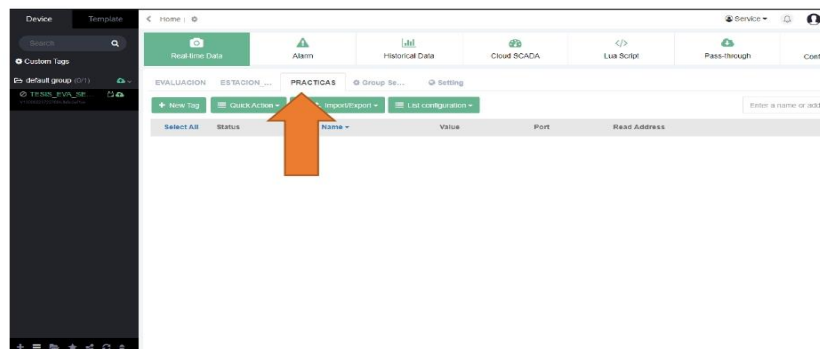 Device Template
Home
Service
Search
Custom Tags
default group (0/1)
TESIS_EVA_SE
Real-time Data
Alarm
Historical Data
Cloud SCADA
Lua Script
Pass-through
EVALUACION ESTACION_... PRACTICAS Group Se... Setting
New Tag Quick Action Import/Export List configuration Enter a name or add
Select All Status Name Value Port Read Address